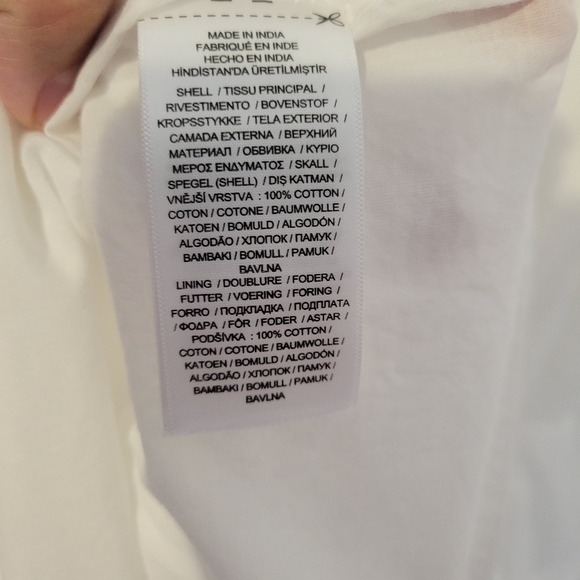 MADE IN INDIA
FABRIQUÉ EN INDE
HECHO EN INDIA
HİNDİSTAN'DA ÜRETİLMİŞTİR
SHELL / TISSU PRINCIPAL /
RIVESTIMENTO / BOVENSTOF /
KROPSSTYKKE / TELA EXTERIOR /
CAMADA EXTERNA / ВЕРХНИЙ
МАТЕРИАЛ / ОБВИВКА / ΚΥΡΙΟ
ΜΕΡΟΣ ΕΝΔΥΜΑΤΟΣ / SKALL /
SPEGEL (SHELL) / DIŞ KATMAN /
VNĚJŠÍ VRSTVA : 100% COTTON /
COTON / COTONE / BAUMWOLLE /
KATOEN / BOMULD / ALGODÓN /
ALGODÃO / ХЛОПОК / ПАМУК /
ΒΑΜΒΑΚΙ / BOMULL / PAMUK /
BAVLNA
LINING / DOUBLURE / FODERA /
FUTTER / VOERING / FORING /
FORRO / ПОДКЛАДКА / ПОДПЛАТА
/ ΦΟΔΡΑ / FÔR / FODER / ASTAR /
PODŠÍVKA : 100% COTTON /
COTON / COTONE / BAUMWOLLE /
KATOEN / BOMULD / ALGODÓN /
ALGODÃO / ХЛОПОК / ПАМУК /
ΒΑΜΒΑΚΙ / BOMULL / PAMUK /
BAVLNA